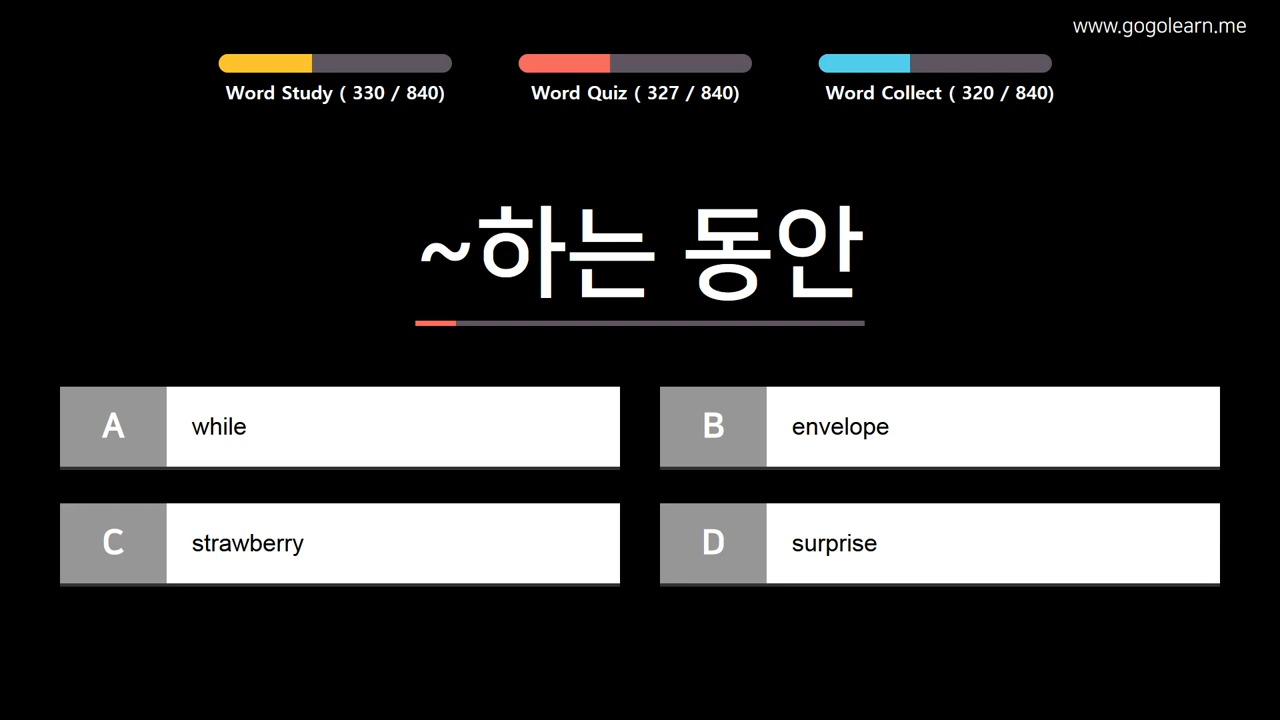 www.gogolearn.me
Word Study ( 330 / 840)
Word Quiz ( 327 / 840)
Word Collect ( 320 / 840)
~하는 동안
A while
B envelope
C strawberry
D surprise